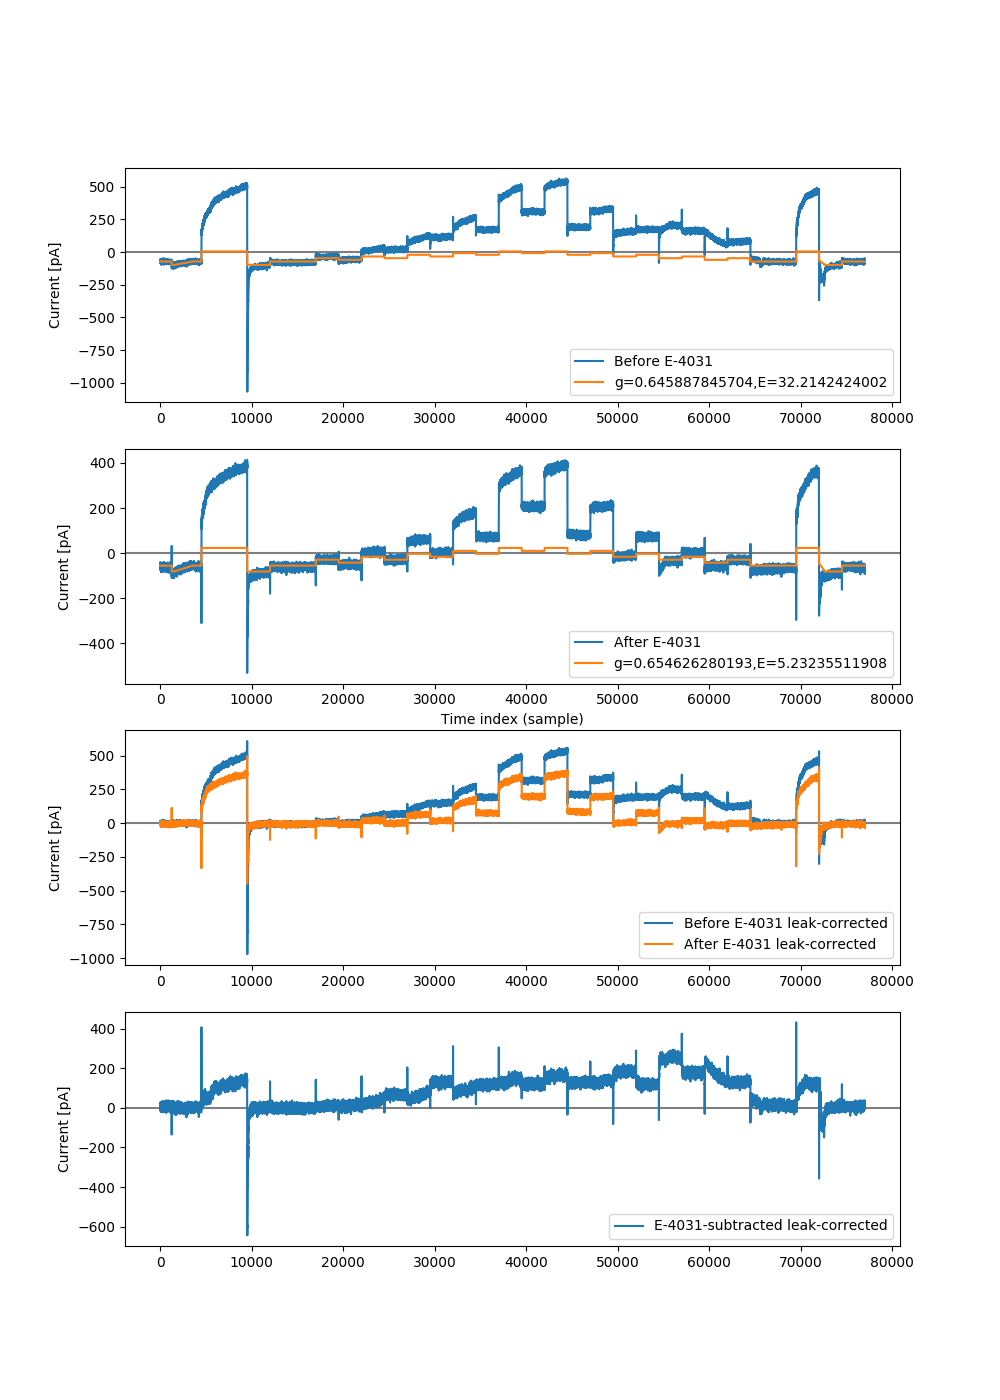 500
250
0
−250
−500
−750
−1000
Current [pA]
Before E-4031
g=0.645887845704,E=32.2142424002
0 10000 20000 30000 40000 50000 60000 70000 80000
400
200
0
−200
−400
Current [pA]
After E-4031
g=0.654626280193,E=5.23235511908
0 10000 20000 30000 40000 50000 60000 70000 80000
Time index (sample)
500
250
0
−250
−500
−750
−1000
Current [pA]
Before E-4031 leak-corrected
After E-4031 leak-corrected
0 10000 20000 30000 40000 50000 60000 70000 80000
400
200
0
−200
−400
−600
Current [pA]
E-4031-subtracted leak-corrected
0 10000 20000 30000 40000 50000 60000 70000 80000